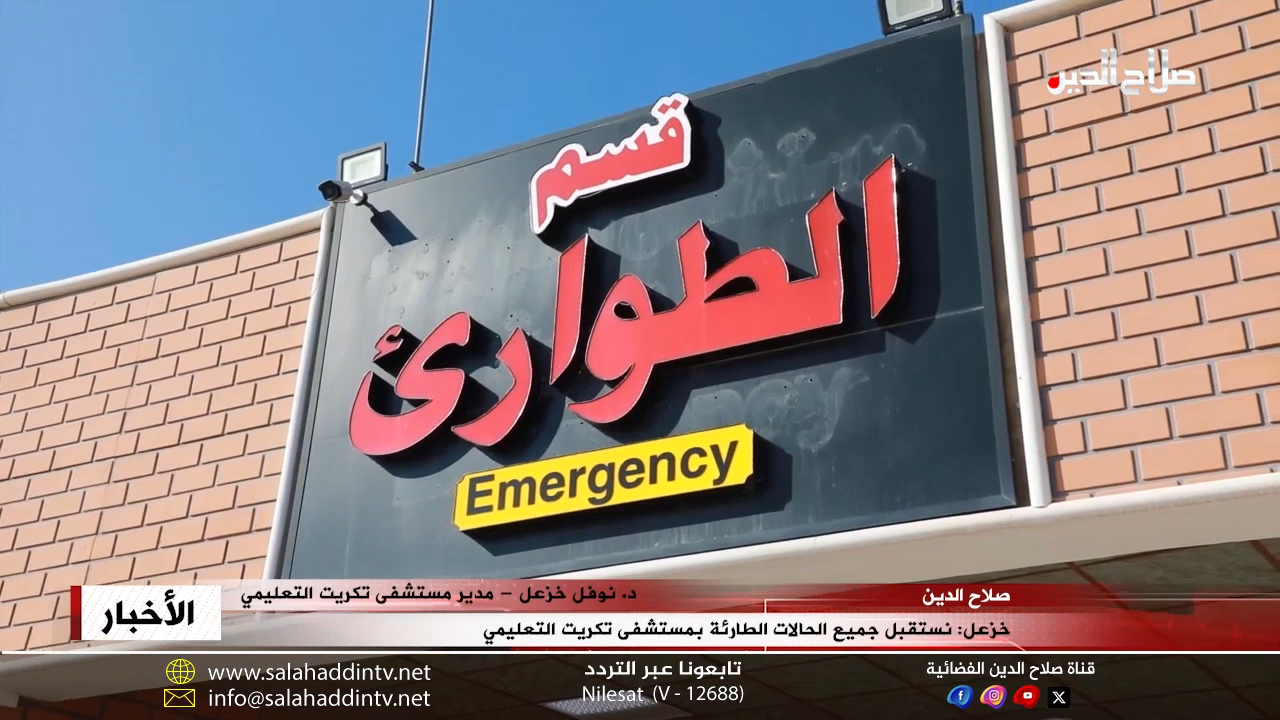 صلاح الدين
قسم
الطوارئ
Emergency
صلاح الدين
د. نوفل خزعل – مدير مستشفى تكريت التعليمي
الأخبار
خزعل: نستقبل جميع الحالات الطارئة بمستشفى تكريت التعليمي
قناة صلاح الدين الفضائية
تابعونا عبر التردد
Nilesat (V - 12688)
www.salahaddintv.net
info@salahaddintv.net